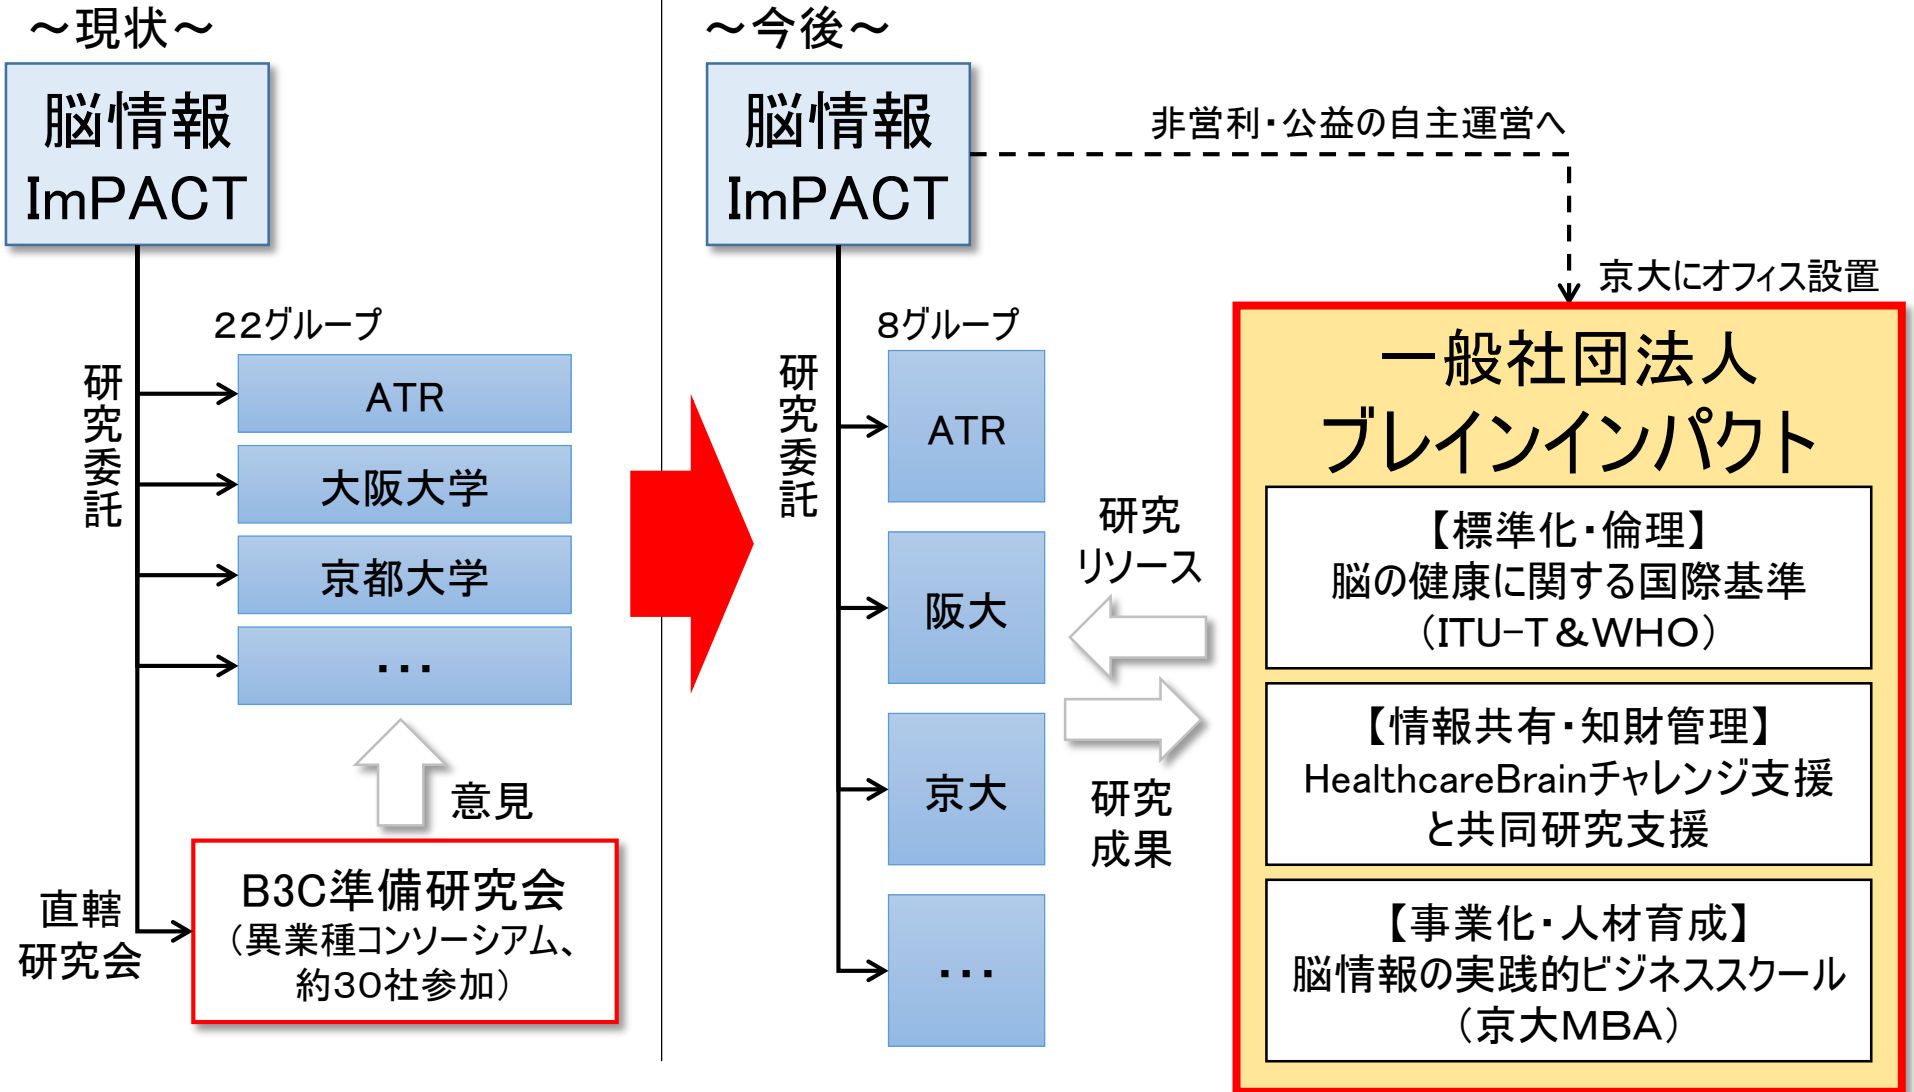 ～現状～
脳情報
ImPACT
研究委託
22グループ
ATR
大阪大学
京都大学
･･･
意見
直轄
研究会
B3C準備研究会
（異業種コンソーシアム、
約30社参加）
～今後～
脳情報
ImPACT
非営利・公益の自主運営へ
京大にオフィス設置
研究委託
8グループ
ATR
阪大
京大
･･･
研究
リソース
研究
成果
一般社団法人
ブレインインパクト
【標準化・倫理】
脳の健康に関する国際基準
（ITU-T＆WHO）
【情報共有・知財管理】
HealthcareBrainチャレンジ支援
と共同研究支援
【事業化・人材育成】
脳情報の実践的ビジネススクール
（京大MBA）